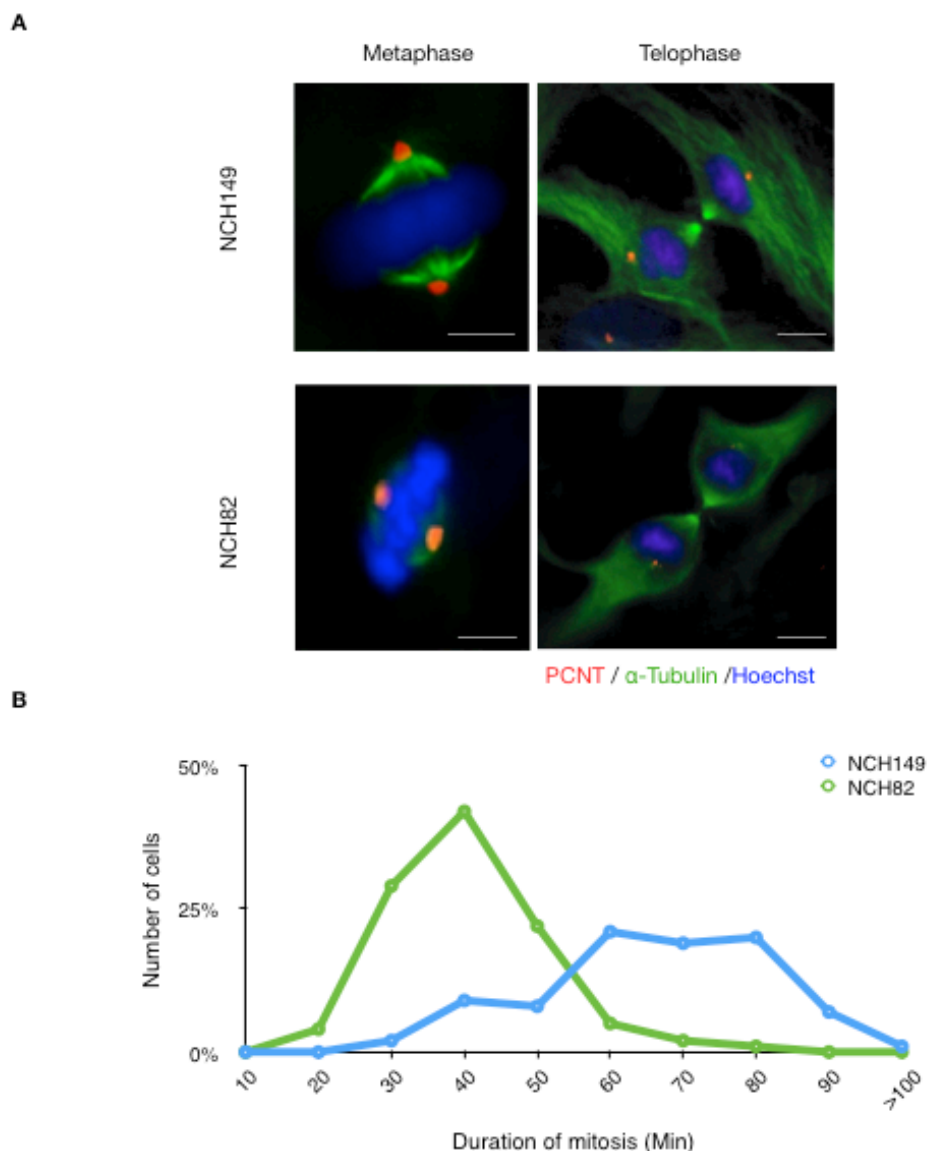 A
Metaphase Telophase
NCH149
NCH82
PCNT / α-Tubulin /Hoechst
B
NCH149
NCH82
50%
25%
0%
Number of cells
10 20 30 40 50 60 70 80 90 >100
Duration of mitosis (Min)